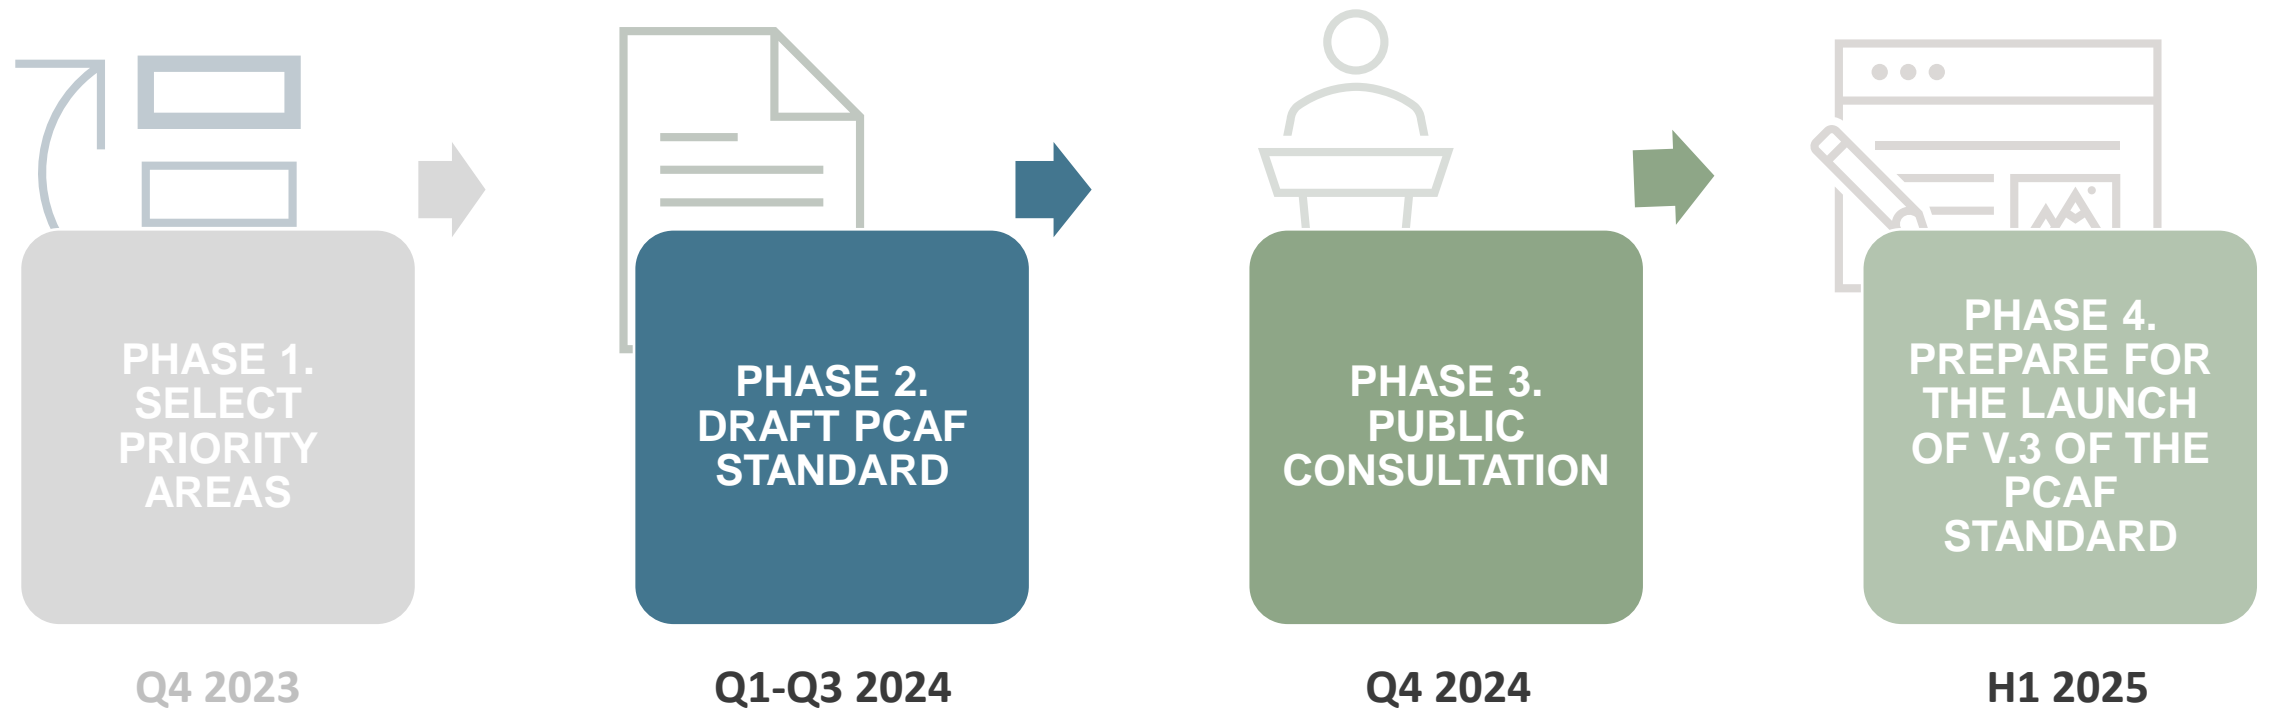 PHASE 1.
SELECT
PRIORITY
AREAS
PHASE 2.
DRAFT PCAF
STANDARD
PHASE 3.
PUBLIC
CONSULTATION
PHASE 4.
PREPARE FOR
THE LAUNCH
OF V.3 OF THE
PCAF
STANDARD
Q4 2023
Q1-Q3 2024
Q4 2024
H1 2025